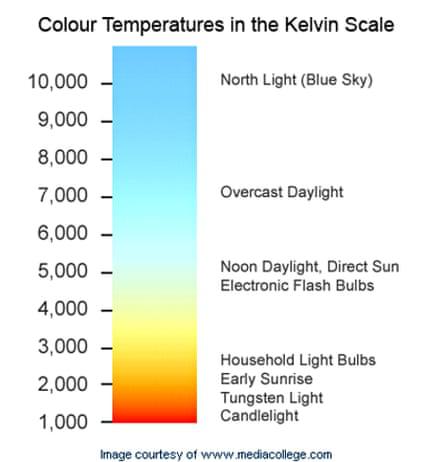 Colour Temperatures in the Kelvin Scale
10,000 North Light (Blue Sky)
9,000
8,000
7,000 Overcast Daylight
6,000
5,000 Noon Daylight, Direct Sun
Electronic Flash Bulbs
4,000
3,000
Household Light Bulbs
2,000 Early Sunrise
Tungsten Light
1,000 Candlelight
Image courtesy of www.mediacollege.com